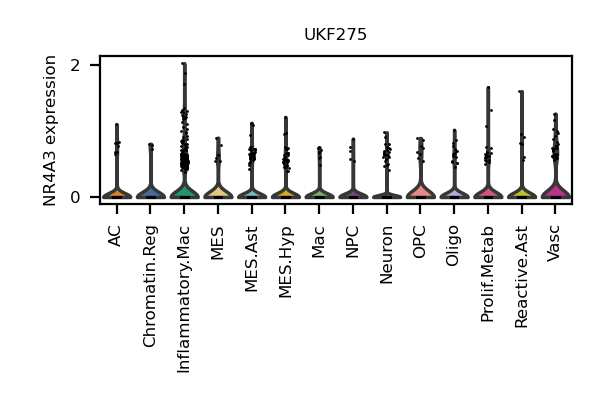 UKF275
NR4A3 expression
2
0
AC
Chromatin.Reg
Inflammatory.Mac
MES
MES.Ast
MES.Hyp
Mac
NPC
Neuron
OPC
Oligo
Prolif.Metab
Reactive.Ast
Vasc